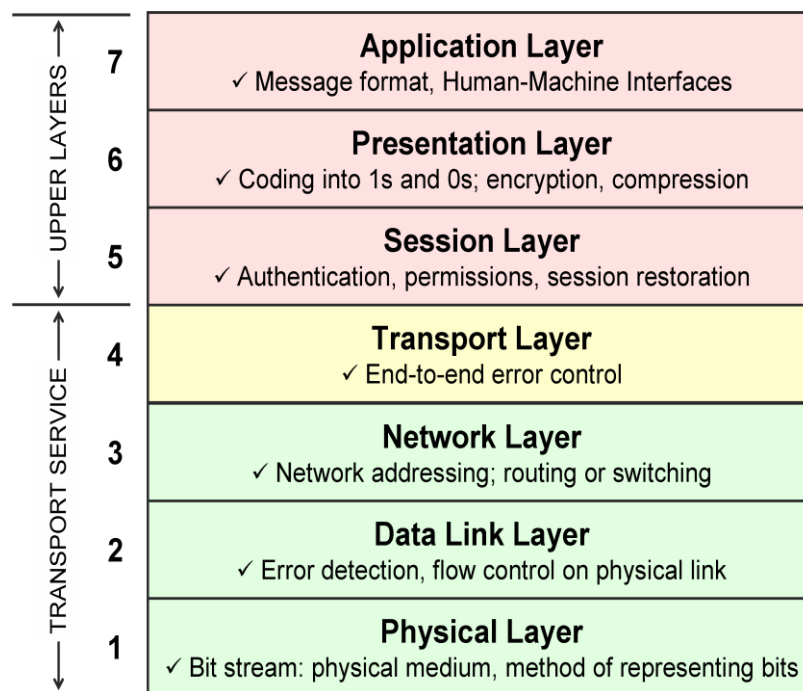 UPPER LAYERS
7
Application Layer
✓ Message format, Human-Machine Interfaces
6
Presentation Layer
✓ Coding into 1s and 0s; encryption, compression
5
Session Layer
✓ Authentication, permissions, session restoration
TRANSPORT SERVICE
4
Transport Layer
✓ End-to-end error control
3
Network Layer
✓ Network addressing; routing or switching
2
Data Link Layer
✓ Error detection, flow control on physical link
1
Physical Layer
✓ Bit stream: physical medium, method of representing bits